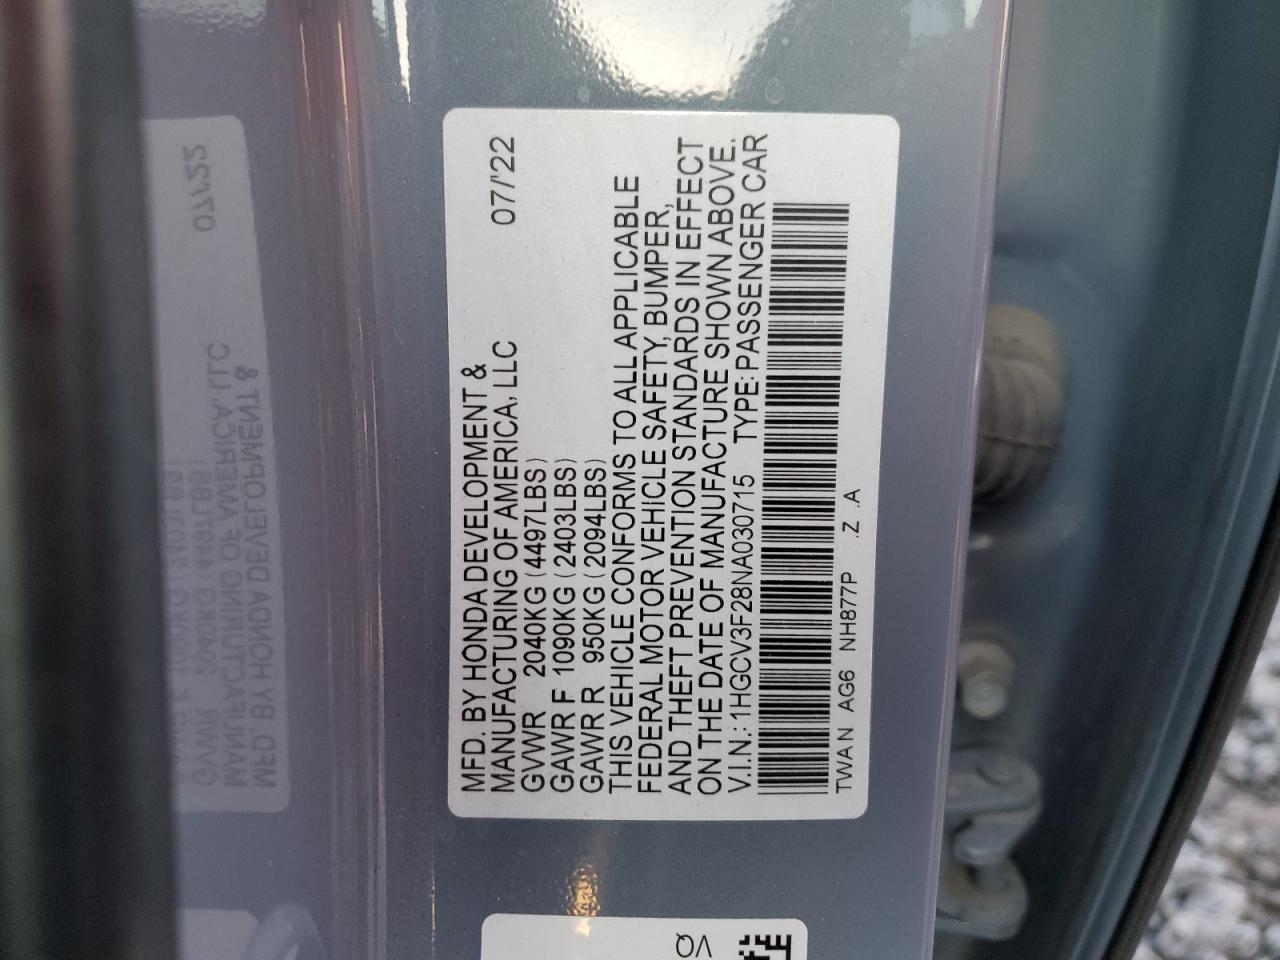 MFD. BY HONDA DEVELOPMENT &
MANUFACTURING OF AMERICA, LLC 07/'22
GVWR 2040KG (4497LBS)
GAWR F 1090KG (2403LBS)
GAWR R 950KG (2094LBS)
THIS VEHICLE CONFORMS TO ALL APPLICABLE
FEDERAL MOTOR VEHICLE SAFETY, BUMPER,
AND THEFT PREVENTION STANDARDS IN EFFECT
ON THE DATE OF MANUFACTURE SHOWN ABOVE.
V.I.N.: 1HGCV3F28NA030715 TYPE: PASSENGER CAR
TWA N AG6 NH877P .Z .A
VQ